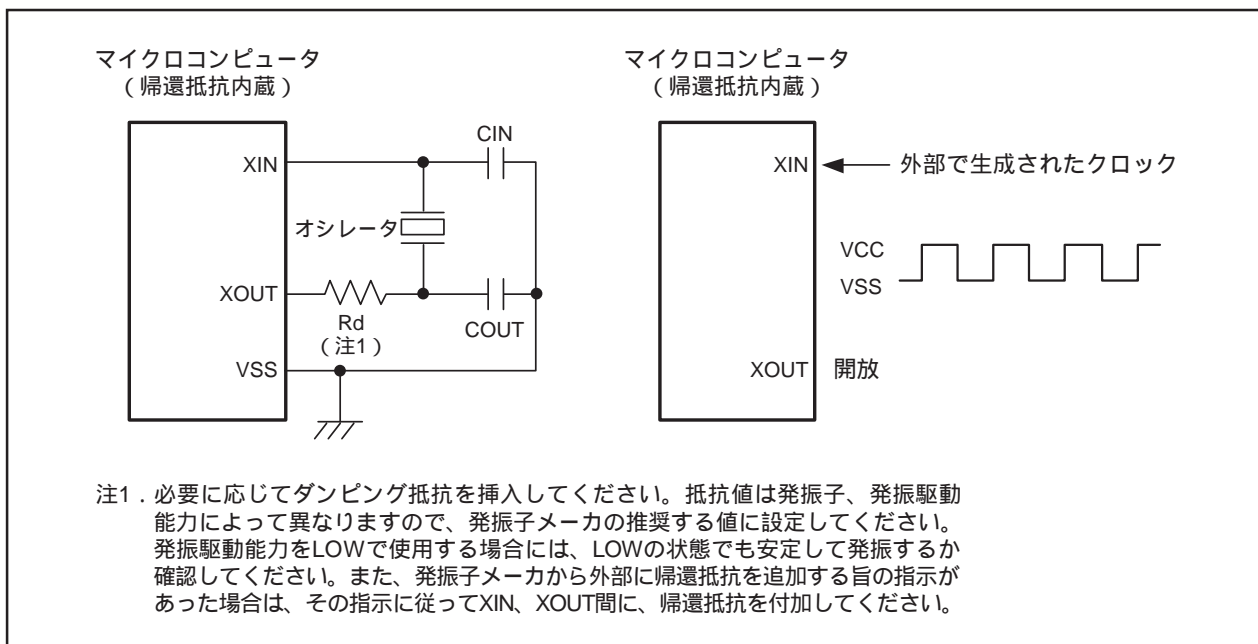 マイクロコンピュータ
（帰還抵抗内蔵）
XIN
CIN
オシレータ
XOUT
Rd
（注1）
COUT
VSS
マイクロコンピュータ
（帰還抵抗内蔵）
XIN
外部で生成されたクロック
VCC
VSS
XOUT
開放
注1．必要に応じてダンピング抵抗を挿入してください。抵抗値は発振子、発振駆動
能力によって異なりますので、発振子メーカの推奨する値に設定してください。
発振駆動能力をLOWで使用する場合には、LOWの状態でも安定して発振するか
確認してください。また、発振子メーカから外部に帰還抵抗を追加する旨の指示が
あった場合は、その指示に従ってXIN、XOUT間に、帰還抵抗を付加してください。